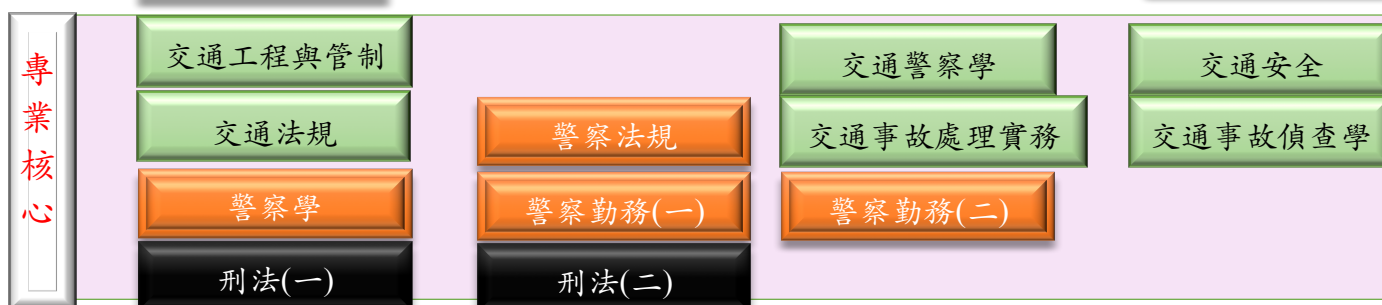 專業核心
交通工程與管制
交通警察學
交通安全
交通法規
警察法規
交通事故處理實務
交通事故偵查學
警察學
警察勤務(一)
警察勤務(二)
刑法(一)
刑法(二)